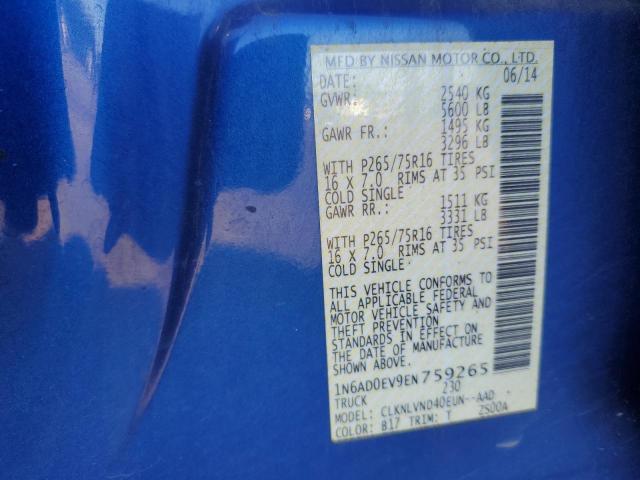 MFD BY NISSAN MOTOR CO., LTD.
DATE: 06/14
GVWR: 2540 KG
5600 LB
GAWR FR.: 1495 KG
3296 LB
WITH P265/75R16 TIRES
16 X 7.0 RIMS AT 35 PSI
COLD SINGLE
GAWR RR.: 1511 KG
3331 LB
WITH P265/75R16 TIRES
16 X 7.0 RIMS AT 35 PSI
COLD SINGLE
THIS VEHICLE CONFORMS TO
ALL APPLICABLE FEDERAL
MOTOR VEHICLE SAFETY AND
THEFT PREVENTION
STANDARDS IN EFFECT ON
THE DATE OF MANUFACTURE
SHOWN ABOVE.
1N6AD0EV9EN759265
TRUCK 230
MODEL: CLKNLVND40EUN--AAD
COLOR: B17 TRIM: T 2S00A